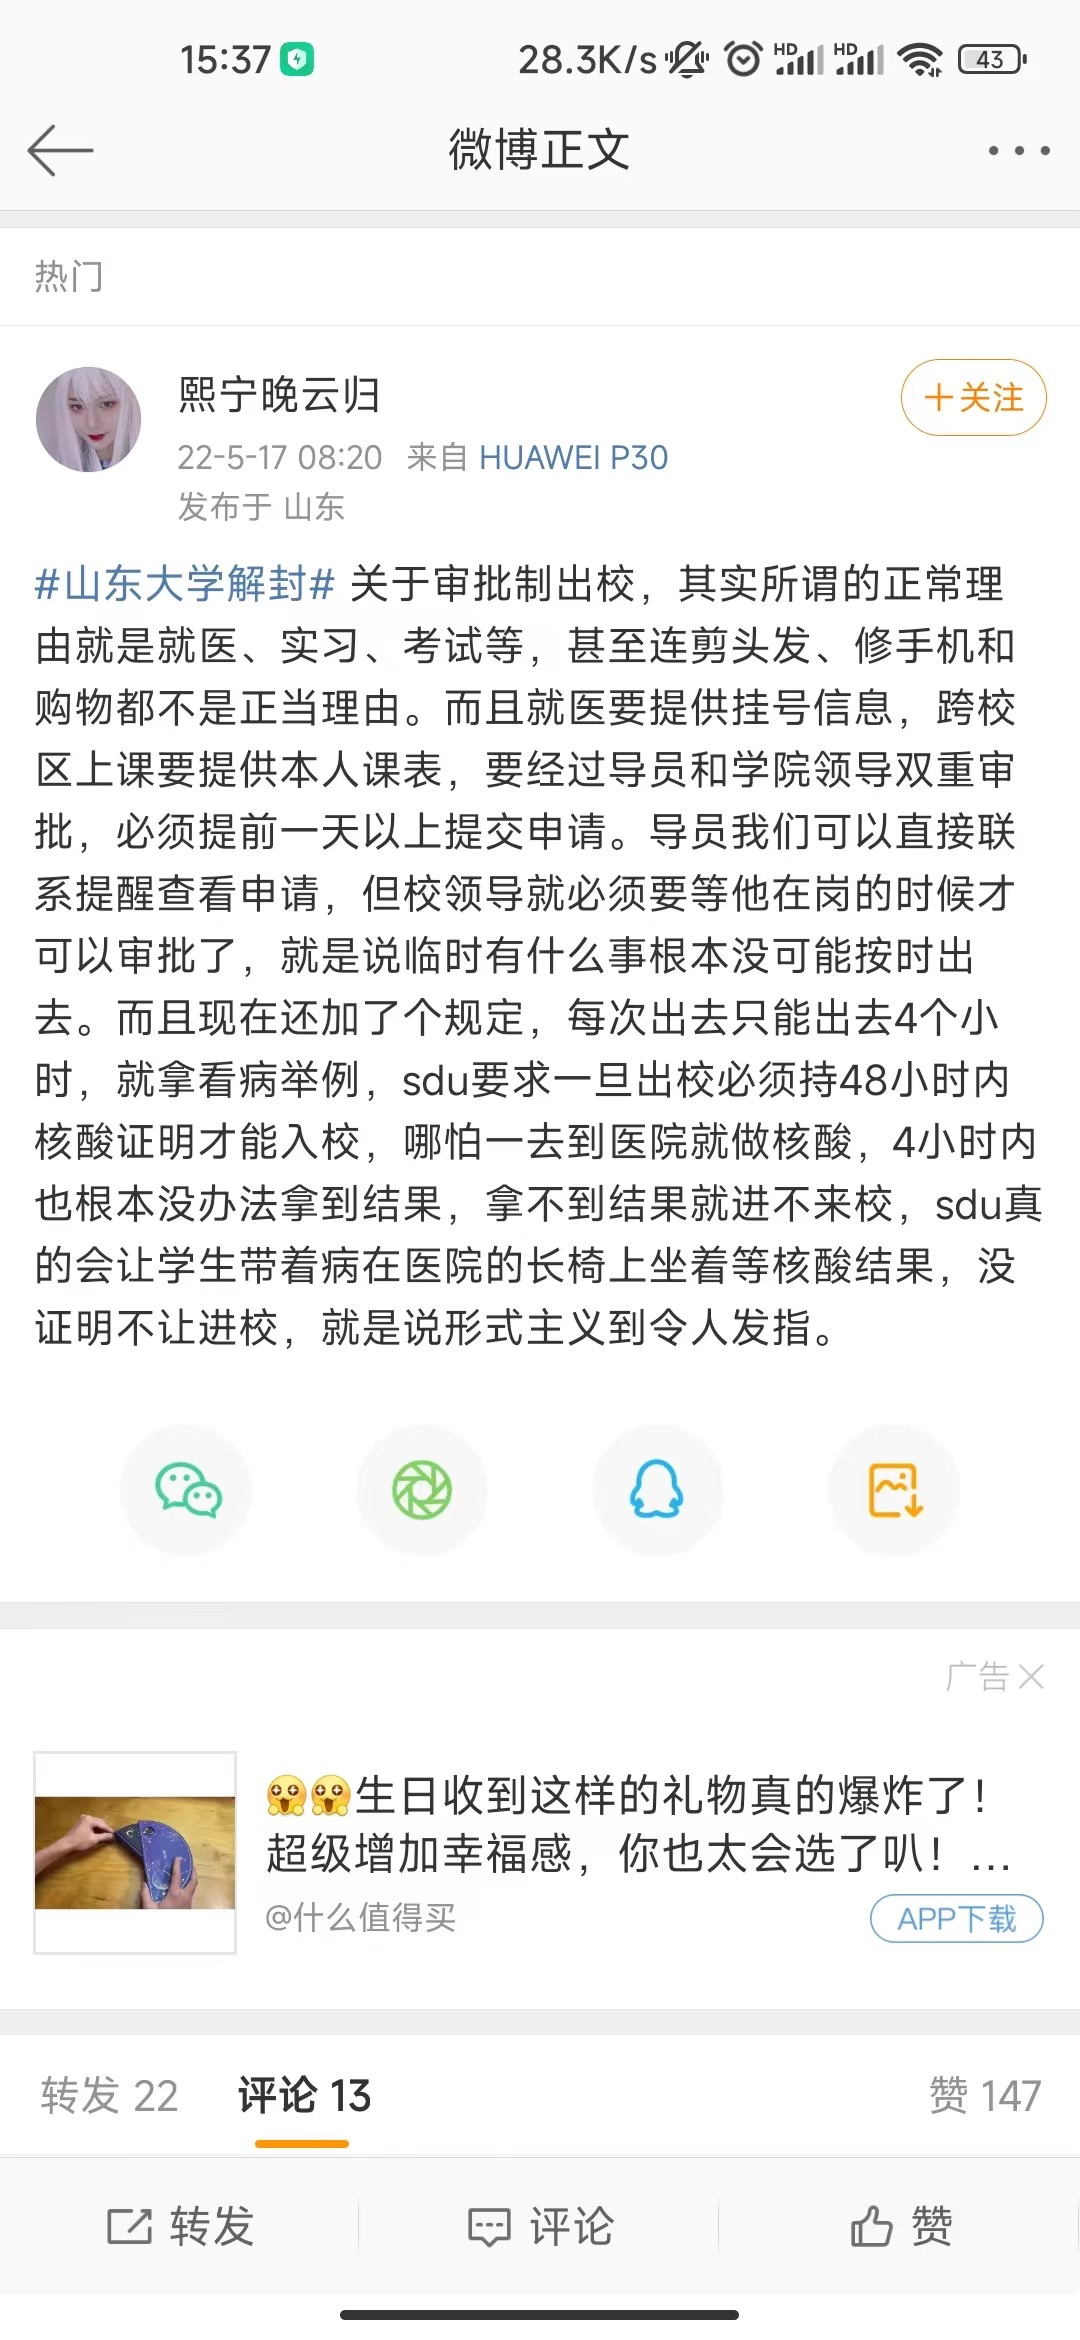 15:37
28.3K/s
HD
HD
43
微博正文
热门
熙宁晚云归
+关注
22-5-17 08:20 来自 HUAWEI P30
发布于 山东
#山东大学解封# 关于审批制出校，其实所谓的正常理
由就是就医、实习、考试等，甚至连剪头发、修手机和
购物都不是正当理由。而且就医要提供挂号信息，跨校
区上课要提供本人课表，要经过导员和学院领导双重审
批，必须提前一天以上提交申请。导员我们可以直接联
系提醒查看申请，但校领导就必须要等他在岗的时候才
可以审批了，就是说临时有什么事根本没可能按时出
去。而且现在还加了个规定，每次出去只能出去4个小
时，就拿看病举例，sdu要求一旦出校必须持48小时内
核酸证明才能入校，哪怕一去到医院就做核酸，4小时内
也根本没办法拿到结果，拿不到结果就进不来校，sdu真
的会让学生带着病在医院的长椅上坐着等核酸结果，没
证明不让进校，就是说形式主义到令人发指。
广告
🤩🤩生日收到这样的礼物真的爆炸了！
超级增加幸福感，你也太会选了叭！...
@什么值得买
APP下载
转发 22 评论 13 赞 147
转发 评论 赞